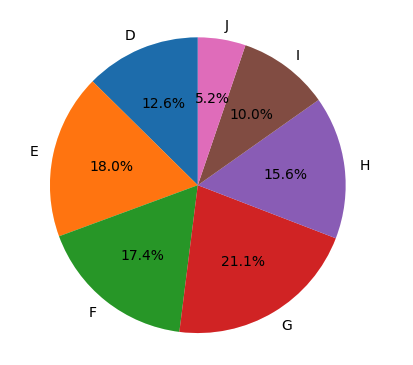 J
D
I
5.2%
12.6%
10.0%
E
18.0%
15.6%
H
17.4%
21.1%
F
G